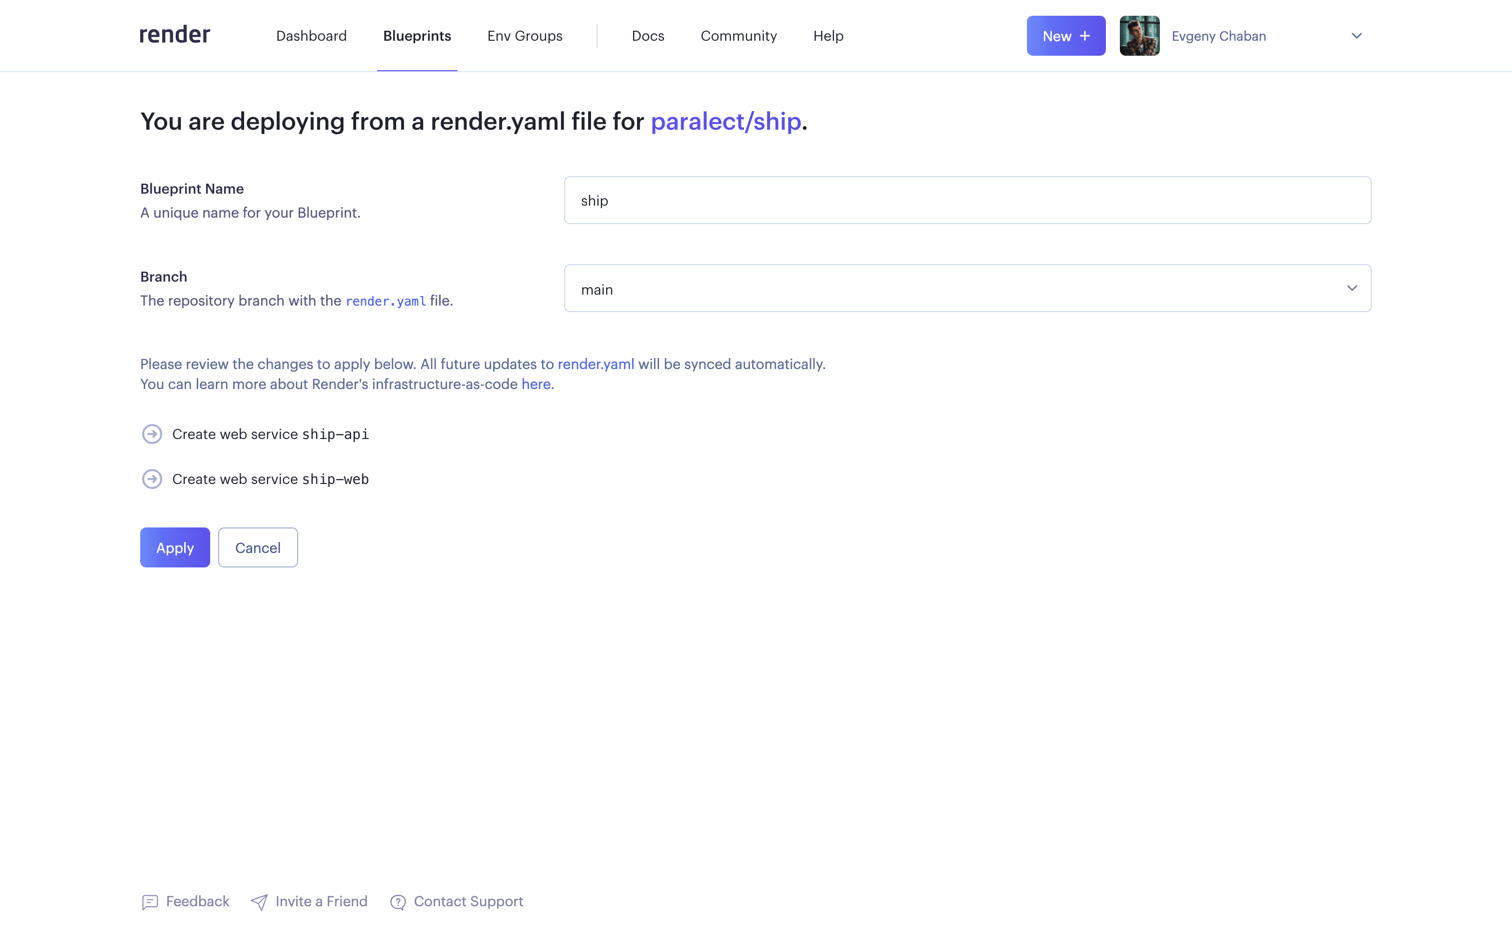 render
Dashboard
Blueprints
Env Groups
Docs
Community
Help
New +
Evgeny Chaban
You are deploying from a render.yaml file for paralect/ship.
Blueprint Name
A unique name for your Blueprint.
ship
Branch
The repository branch with the render.yaml file.
main
Please review the changes to apply below. All future updates to render.yaml will be synced automatically.
You can learn more about Render's infrastructure-as-code here.
Create web service ship-api
Create web service ship-web
Apply
Cancel
Feedback
Invite a Friend
Contact Support